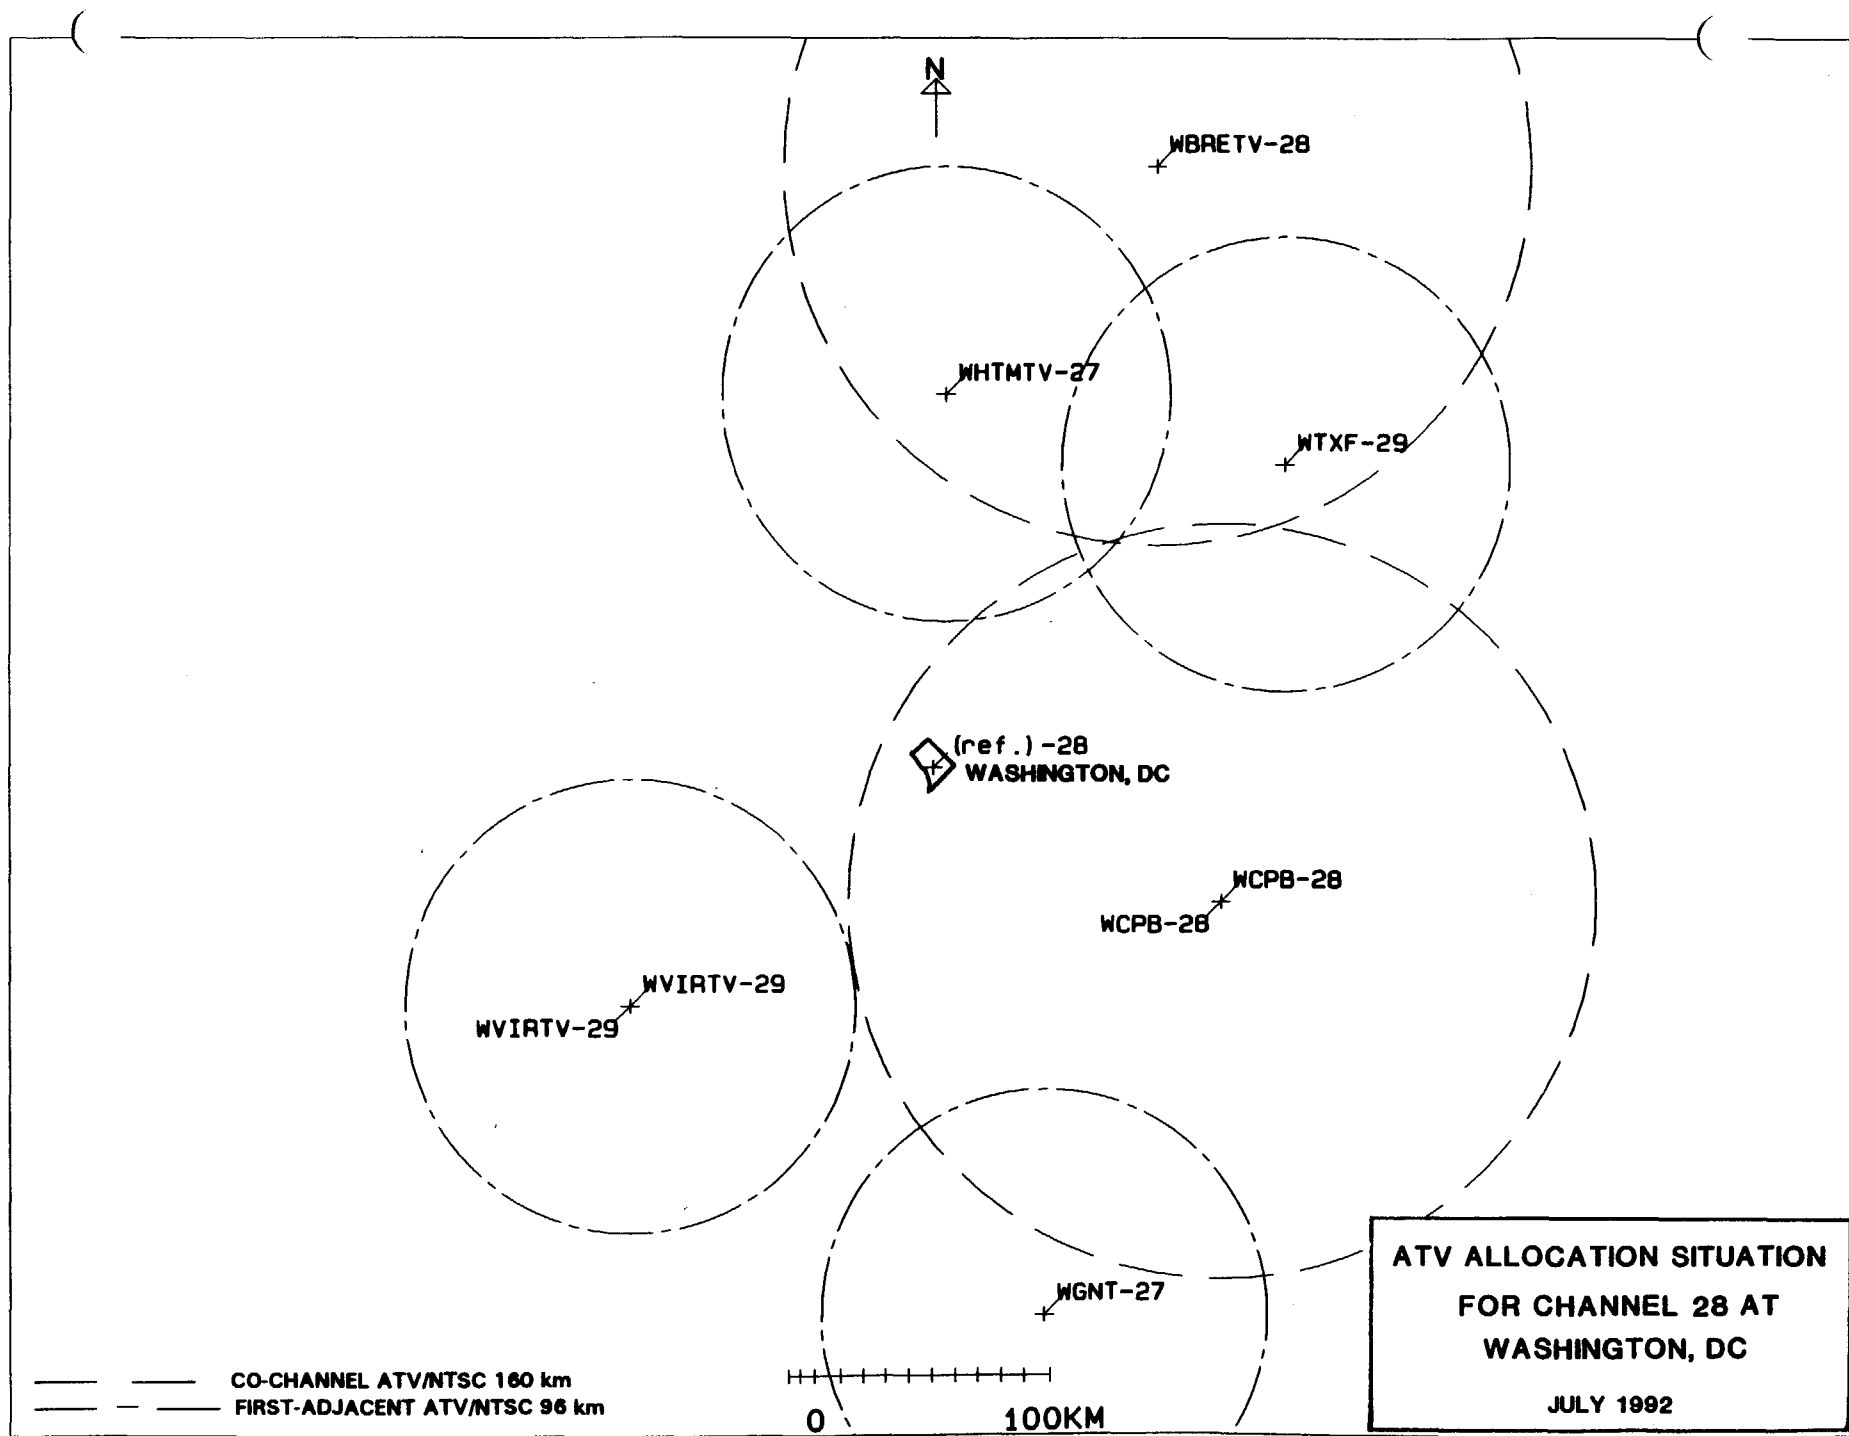 N
WBRETV-28
WHTMTV-27
WTXF-29
(ref.)-28
WASHINGTON, DC
WCPB-28
WCPB-28
WVIRTV-29
WVIRTV-29
WGNT-27
ATV ALLOCATION SITUATION
FOR CHANNEL 28 AT
WASHINGTON, DC
JULY 1992
CO-CHANNEL ATV/NTSC 160 km
FIRST-ADJACENT ATV/NTSC 96 km
0 100KM